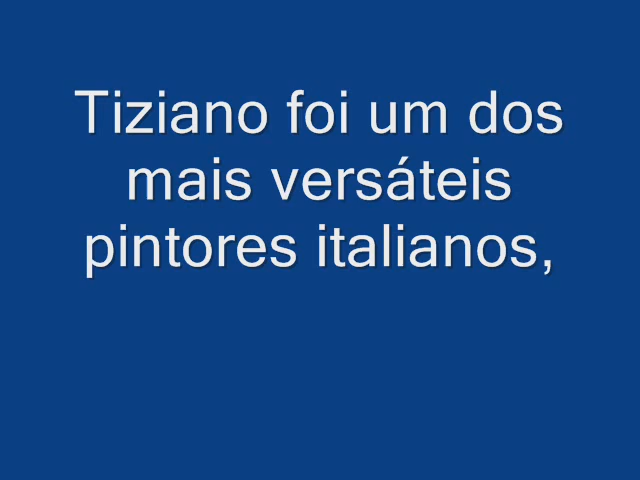 Tiziano foi um dos
mais versáteis
pintores italianos,